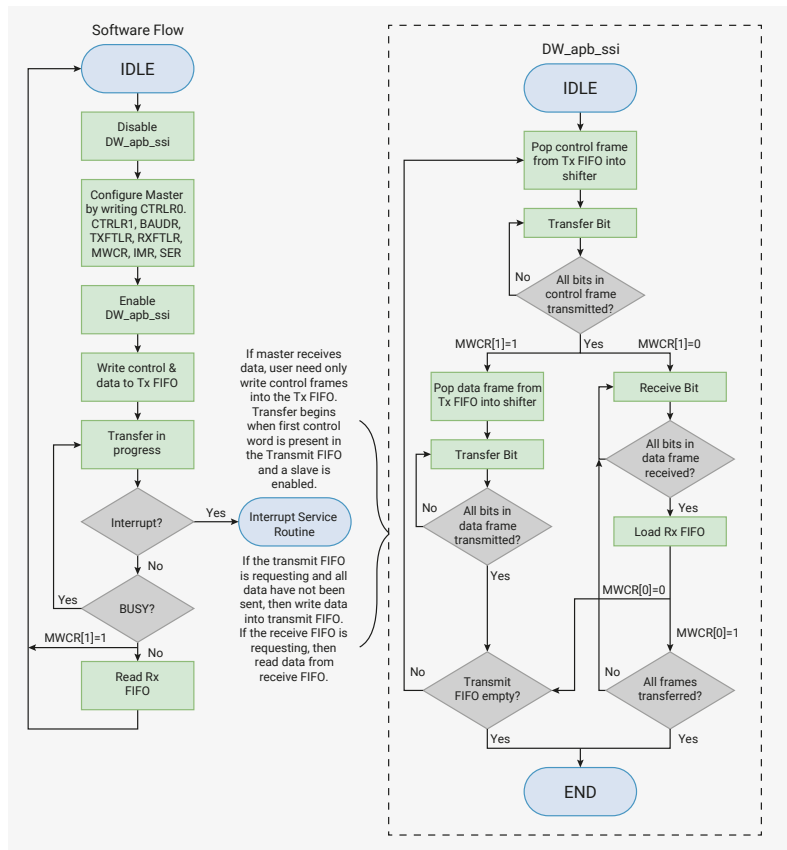 Software Flow
IDLE
Disable
DW_apb_ssi
Configure Master
by writing CTRLR0.
CTRLR1, BAUDR,
TXFTLR, RXFTLR,
MWCR, IMR, SER
Enable
DW_apb_ssi
Write control &
data to Tx FIFO
Transfer in
progress
Interrupt?
Yes
Interrupt Service
Routine
No
BUSY?
Yes
MWCR[1]=1
No
Read Rx
FIFO
If master receives
data, user need only
write control frames
into the Tx FIFO.
Transfer begins
when first control
word is present in
the Transmit FIFO
and a slave is
enabled.
If the transmit FIFO
is requesting and all
data have not been
sent, then write data
into transmit FIFO.
If the receive FIFO is
requesting, then
read data from
receive FIFO.
DW_apb_ssi
IDLE
Pop control frame
from Tx FIFO into
shifter
Transfer Bit
No
All bits in
control frame
transmitted?
MWCR[1]=1
Yes
MWCR[1]=0
Pop data frame from
Tx FIFO into shifter
Transfer Bit
No
All bits in
data frame
transmitted?
Yes
Receive Bit
All bits in
data frame
received?
Yes
Load Rx FIFO
MWCR[0]=0
MWCR[0]=1
No
Transmit
FIFO empty?
Yes
No
All frames
transferred?
Yes
END